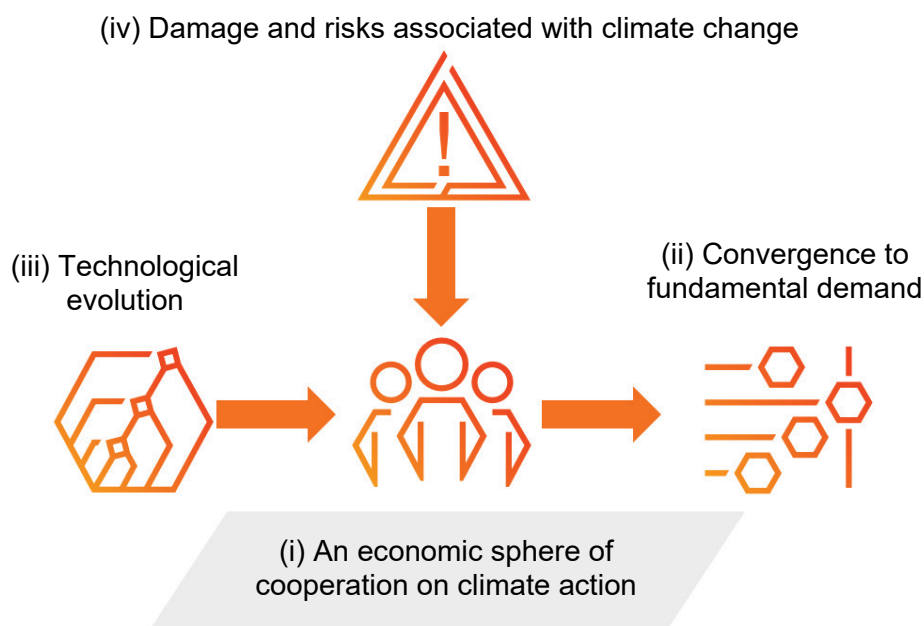 (iv) Damage and risks associated with climate change
!
(iii) Technological
evolution
(ii) Convergence to
fundamental demand
(i) An economic sphere of
cooperation on climate action